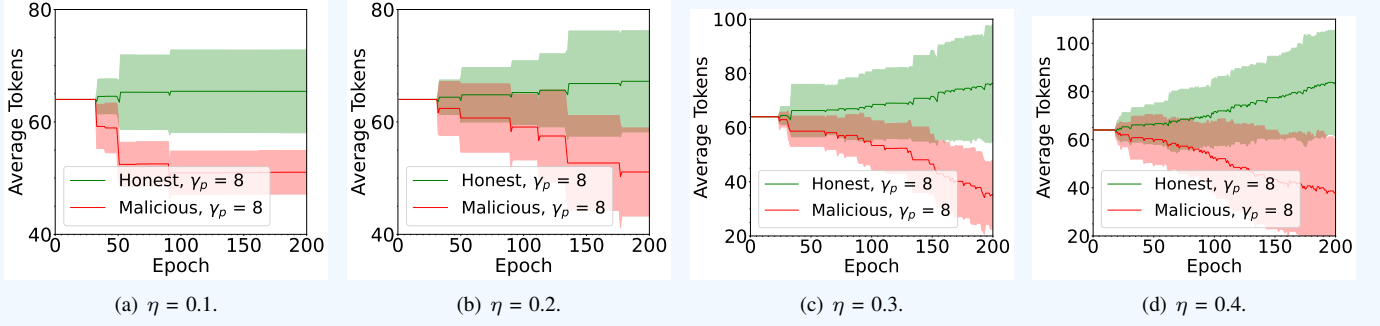 80
60
40
Average Tokens
0 50 100 150 200
Epoch
Honest, γp = 8
Malicious, γp = 8
(a) η = 0.1.
80
60
40
Average Tokens
0 50 100 150 200
Epoch
Honest, γp = 8
Malicious, γp = 8
(b) η = 0.2.
100
80
60
40
20
Average Tokens
0 50 100 150 200
Epoch
Honest, γp = 8
Malicious, γp = 8
(c) η = 0.3.
100
80
60
40
20
Average Tokens
0 50 100 150 200
Epoch
Honest, γp = 8
Malicious, γp = 8
(d) η = 0.4.